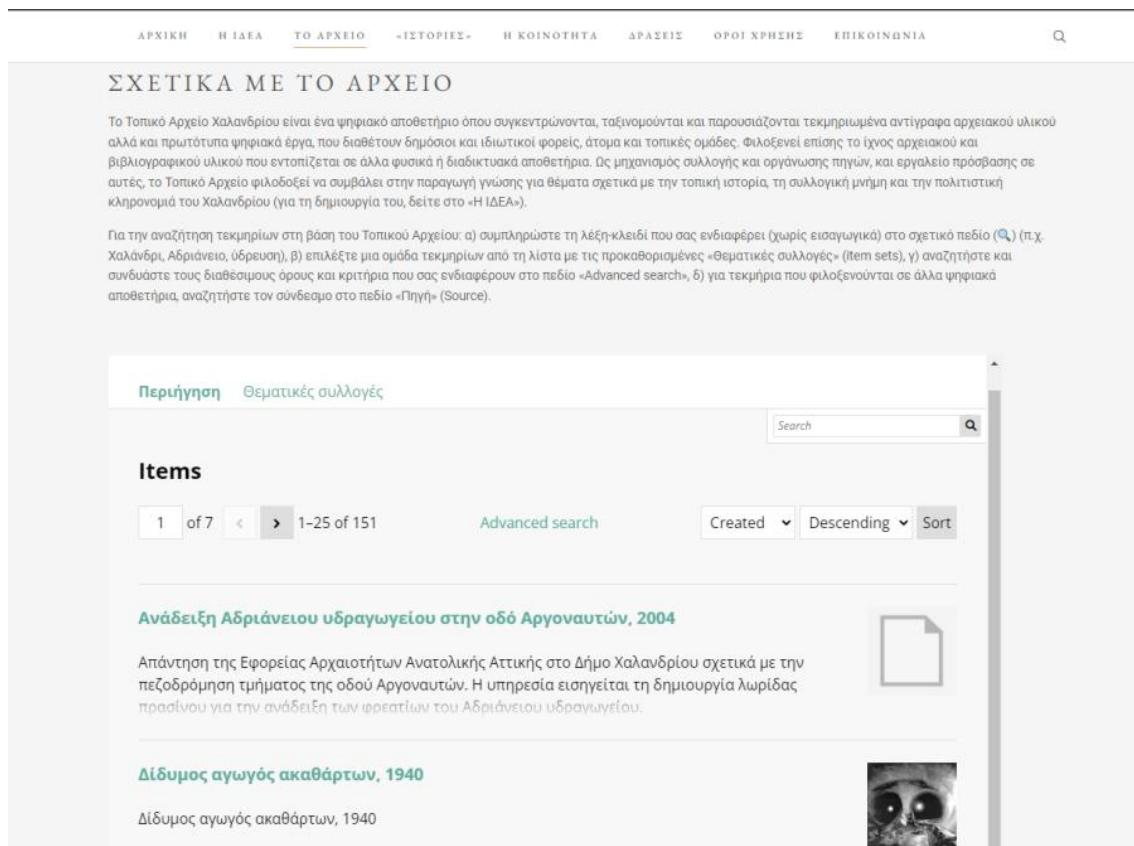 ΑΡΧΙΚΗ Η ΙΔΕΑ ΤΟ ΑΡΧΕΙΟ «ΙΣΤΟΡΙΕΣ» Η ΚΟΙΝΟΤΗΤΑ ΔΡΑΣΕΙΣ ΟΡΟΙ ΧΡΗΣΗΣ ΕΠΙΚΟΙΝΩΝΙΑ
ΣΧΕΤΙΚΑ ΜΕ ΤΟ ΑΡΧΕΙΟ
Το Τοπικό Αρχείο Χαλανδρίου είναι ένα ψηφιακό αποθετήριο όπου συγκεντρώνονται, ταξινομούνται και παρουσιάζονται τεκμηριωμένα αντίγραφα αρχειακού υλικού
αλλά και πρωτότυπα ψηφιακά έργα, που διαθέτουν δημόσιοι και ιδιωτικοί φορείς, άτομα και τοπικές ομάδες. Φιλοξενεί επίσης το ίχνος αρχειακού και
βιβλιογραφικού υλικού που εντοπίζεται σε άλλα φυσικά ή διαδικτυακά αποθετήρια. Ως μηχανισμός συλλογής και οργάνωσης πηγών, και εργαλείο πρόσβασης σε
αυτές, το Τοπικό Αρχείο φιλοδοξεί να συμβάλει στην παραγωγή γνώσης για θέματα σχετικά με την τοπική ιστορία, τη συλλογική μνήμη και την πολιτιστική
κληρονομιά του Χαλανδρίου (για τη δημιουργία του, δείτε στο «Η ΙΔΕΑ»).
Για την αναζήτηση τεκμηρίων στη βάση του Τοπικού Αρχείου: α) συμπληρώστε τη λέξη-κλειδί που σας ενδιαφέρει (χωρίς εισαγωγικά) στο σχετικό πεδίο (🔍) (π.χ.
Χαλάνδρι, Αδριάνειο, ύδρευση), β) επιλέξτε μια ομάδα τεκμηρίων από τη λίστα με τις προκαθορισμένες «Θεματικές συλλογές» (item sets), γ) αναζητήστε και
συνδυάστε τους διαθέσιμους όρους και κριτήρια που σας ενδιαφέρουν στο πεδίο «Advanced search», δ) για τεκμήρια που φιλοξενούνται σε άλλα ψηφιακά
αποθετήρια, αναζητήστε τον σύνδεσμο στο πεδίο «Πηγή» (Source).
Περιήγηση Θεματικές συλλογές
Search
Items
1 of 7 < > 1–25 of 151 Advanced search Created Descending Sort
Ανάδειξη Αδριάνειου υδραγωγείου στην οδό Αργοναυτών, 2004
Απάντηση της Εφορείας Αρχαιοτήτων Ανατολικής Αττικής στο Δήμο Χαλανδρίου σχετικά με την
πεζοδρόμηση τμήματος της οδού Αργοναυτών. Η υπηρεσία εισηγείται τη δημιουργία λωρίδας
πρασίνου για την ανάδειξη των φρεατίων του Αδριάνειου υδραγωγείου.
Δίδυμος αγωγός ακαθάρτων, 1940
Δίδυμος αγωγός ακαθάρτων, 1940